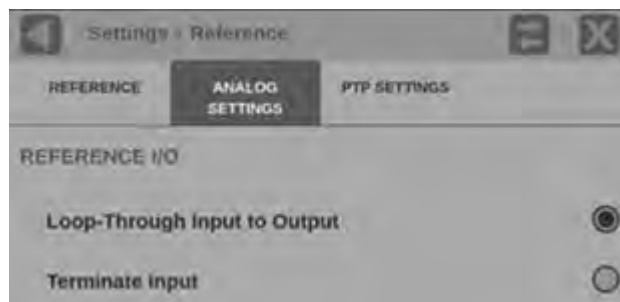 Settings » Reference
REFERENCE
ANALOG
SETTINGS
PTP SETTINGS
REFERENCE I/O
Loop-Through Input to Output
Terminate Input